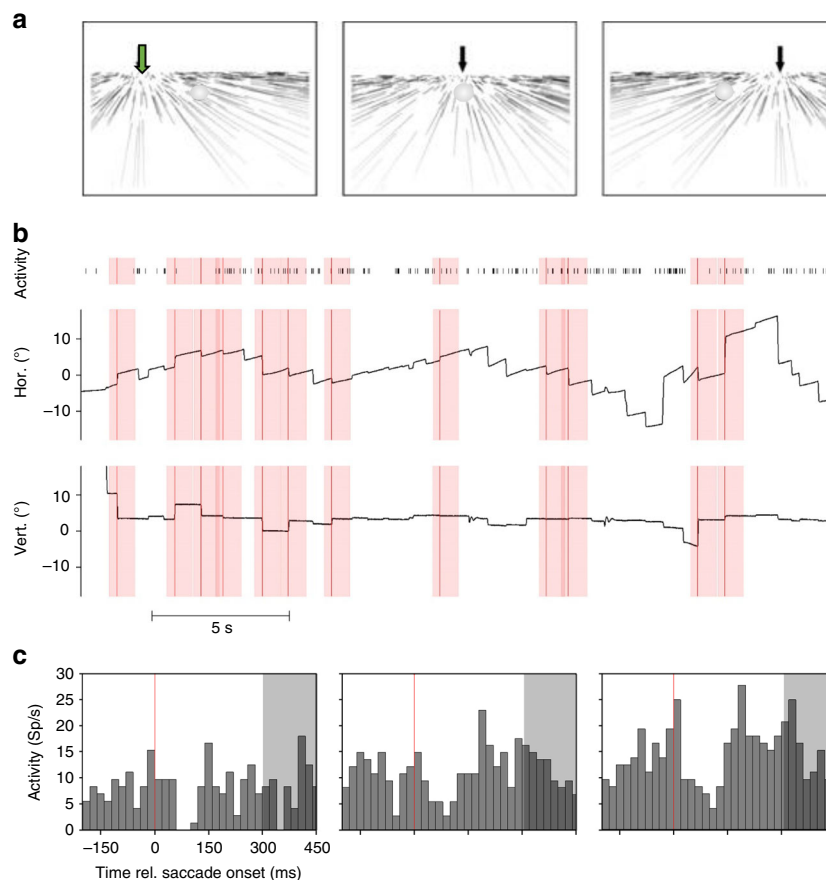 a
b
Activity
Hor. (°)
10
0
−10
Vert. (°)
10
0
−10
5 s
c
Activity (Sp/s)
30
25
20
15
10
5
0
−150 0 150 300 450
Time rel. saccade onset (ms)